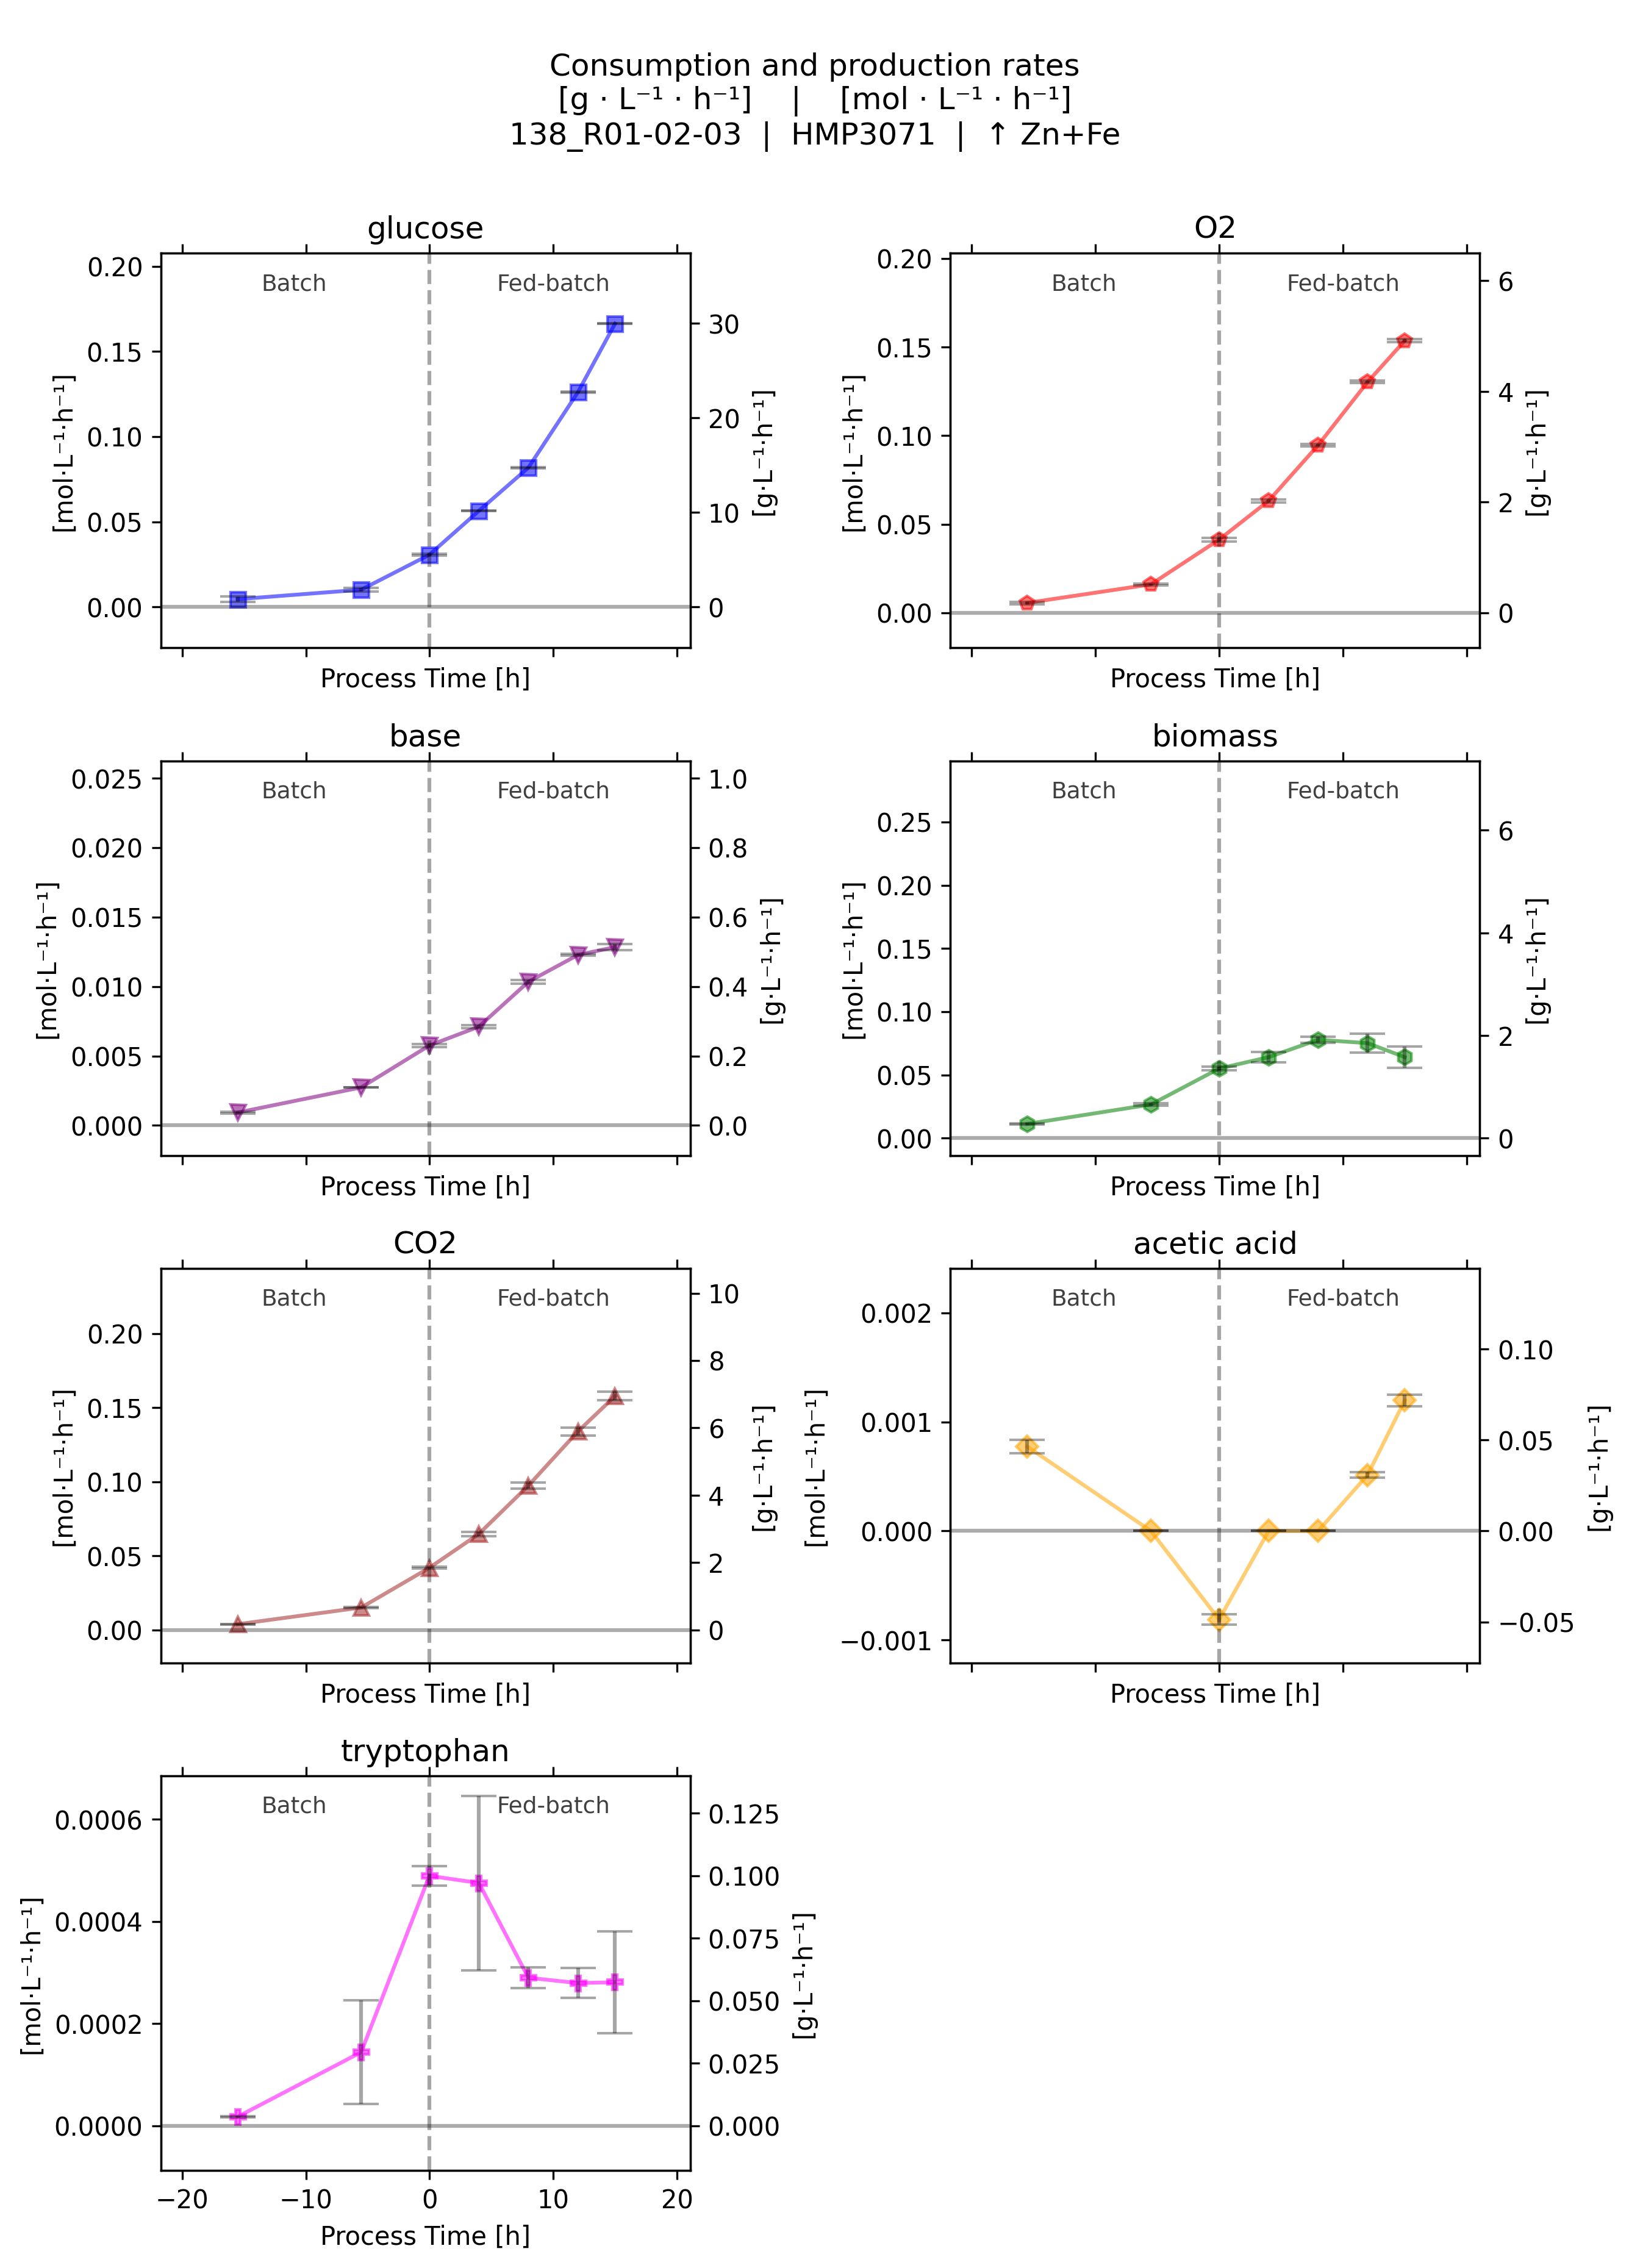 Consumption and production rates
[g · L⁻¹ · h⁻¹] | [mol · L⁻¹ · h⁻¹]
138_R01-02-03 | HMP3071 | ↑ Zn+Fe
glucose
Batch
Fed-batch
0.20
0.15
0.10
0.05
0.00
[mol·L⁻¹·h⁻¹]
30
20
10
0
[g·L⁻¹·h⁻¹]
Process Time [h]
O2
Batch
Fed-batch
0.20
0.15
0.10
0.05
0.00
[mol·L⁻¹·h⁻¹]
6
4
2
0
[g·L⁻¹·h⁻¹]
Process Time [h]
base
Batch
Fed-batch
0.025
0.020
0.015
0.010
0.005
0.000
[mol·L⁻¹·h⁻¹]
1.0
0.8
0.6
0.4
0.2
0.0
[g·L⁻¹·h⁻¹]
Process Time [h]
biomass
Batch
Fed-batch
0.25
0.20
0.15
0.10
0.05
0.00
[mol·L⁻¹·h⁻¹]
6
4
2
0
[g·L⁻¹·h⁻¹]
Process Time [h]
CO2
Batch
Fed-batch
0.20
0.15
0.10
0.05
0.00
[mol·L⁻¹·h⁻¹]
10
8
6
4
2
0
[g·L⁻¹·h⁻¹]
Process Time [h]
acetic acid
Batch
Fed-batch
0.002
0.001
0.000
−0.001
[mol·L⁻¹·h⁻¹]
0.10
0.05
0.00
−0.05
[g·L⁻¹·h⁻¹]
Process Time [h]
tryptophan
Batch
Fed-batch
0.0006
0.0004
0.0002
0.0000
[mol·L⁻¹·h⁻¹]
0.125
0.100
0.075
0.050
0.025
0.000
[g·L⁻¹·h⁻¹]
−20 −10 0 10 20
Process Time [h]